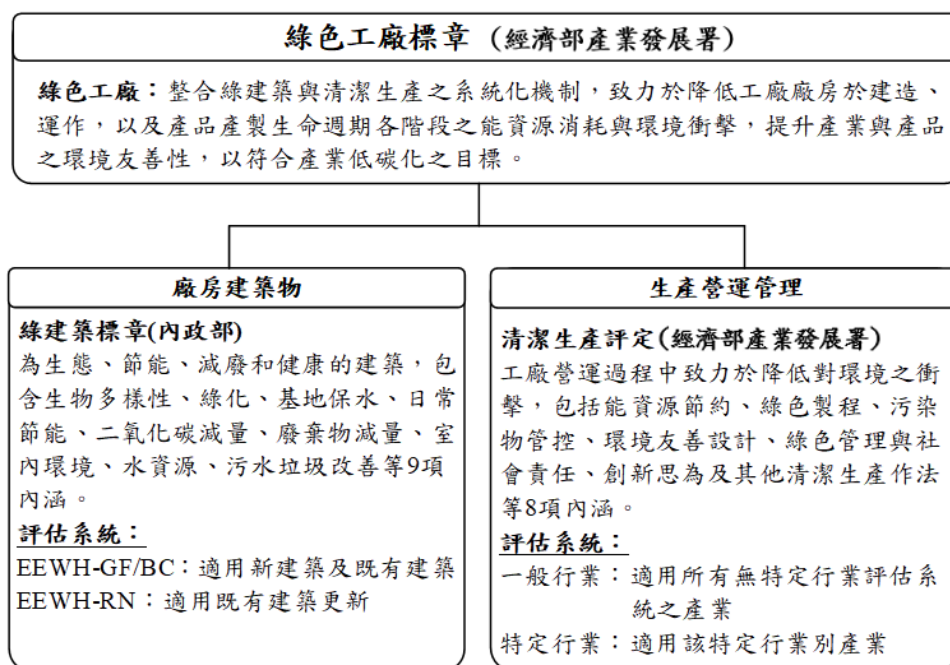 綠色工廠標章 (經濟部產業發展署)
綠色工廠：整合綠建築與清潔生產之系統化機制，致力於降低工廠廠房於建造、
運作，以及產品產製生命週期各階段之能資源消耗與環境衝擊，提升產業與產品
之環境友善性，以符合產業低碳化之目標。
廠房建築物
綠建築標章(內政部)
為生態、節能、減廢和健康的建築，包
含生物多樣性、綠化、基地保水、日常
節能、二氧化碳減量、廢棄物減量、室
內環境、水資源、污水垃圾改善等9項
內涵。
評估系統：
EEWH-GF/BC：適用新建築及既有建築
EEWH-RN：適用既有建築更新
生產營運管理
清潔生產評定(經濟部產業發展署)
工廠營運過程中致力於降低對環境之衝
擊，包括能資源節約、綠色製程、污染
物管控、環境友善設計、綠色管理與社
會責任、創新思為及其他清潔生產作法
等8項內涵。
評估系統：
一般行業：適用所有無特定行業評估系
統之產業
特定行業：適用該特定行業別產業